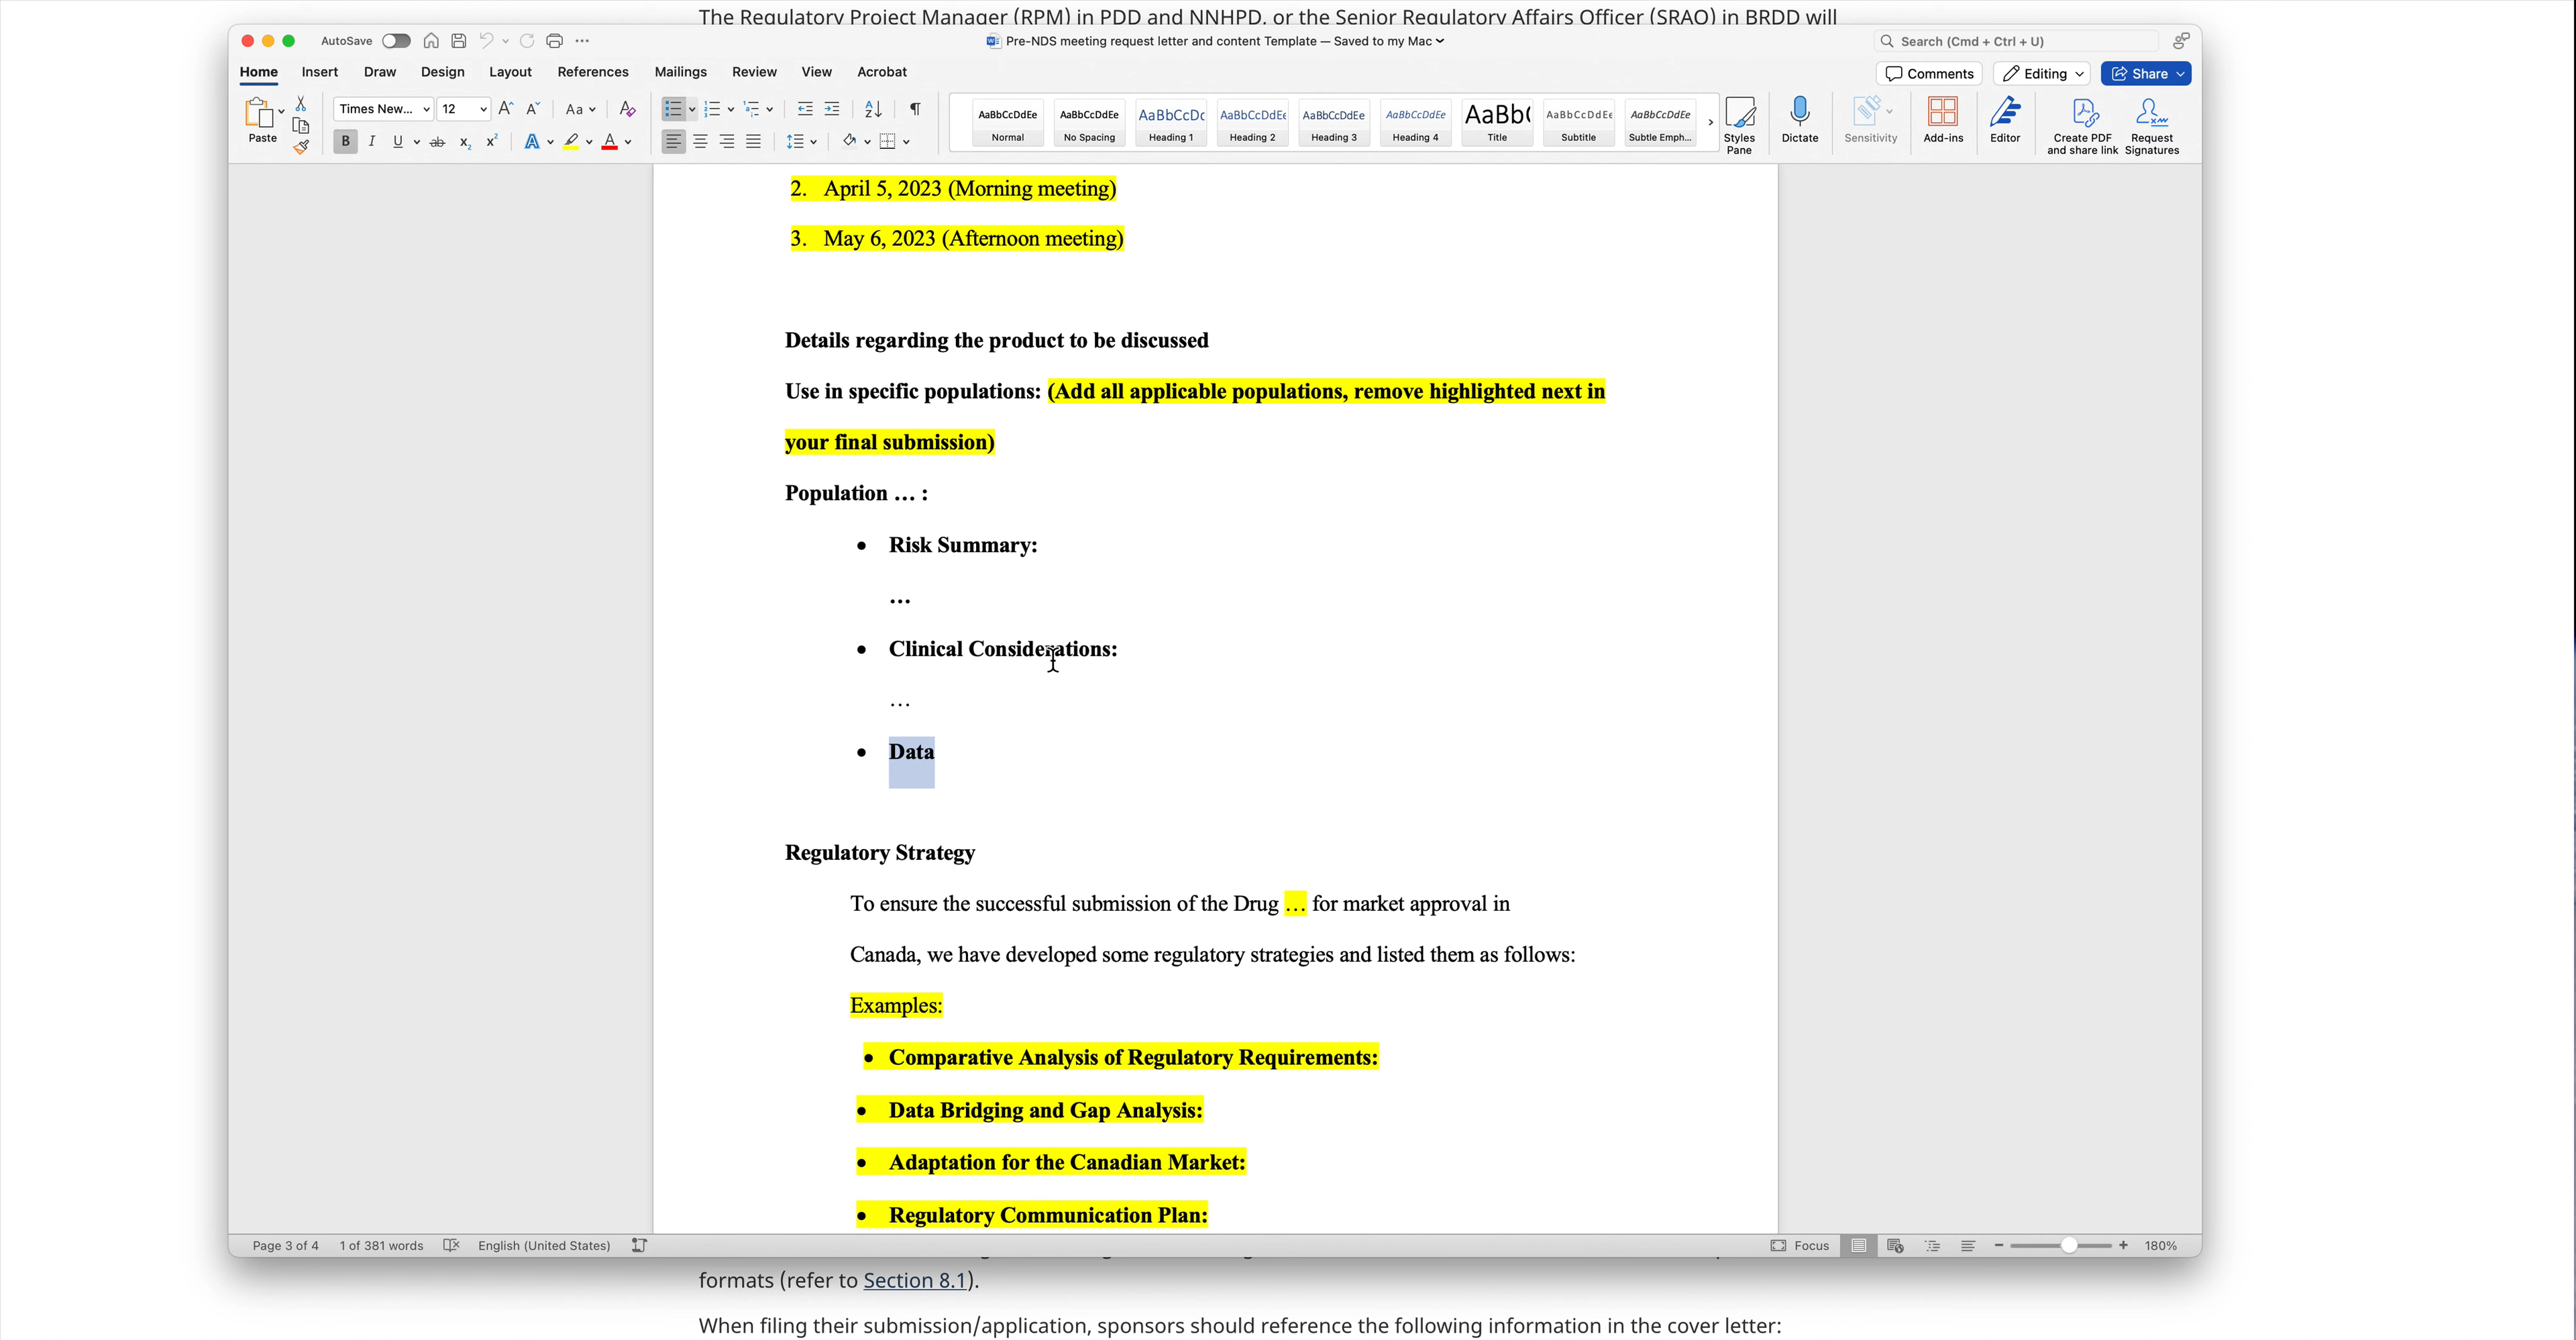 The Regulatory Project Manager (RPM) in PDD and NNHPD, or the Senior Regulatory Affairs Officer (SRAO) in BRDD will
AutoSave
Pre-NDS meeting request letter and content Template — Saved to my Mac
Search (Cmd + Ctrl + U)
Home Insert Draw Design Layout References Mailings Review View Acrobat
Comments Editing Share
Paste
Times New... 12
AaBbCcDdEe AaBbCcDdEe AaBbCcDc AaBbCcDdEe AaBbCcDdEe AaBbCcDdEe AaBb( AaBbCcDdEe AaBbCcDdEe
Normal No Spacing Heading 1 Heading 2 Heading 3 Heading 4 Title Subtitle Subtle Emph...
Styles Pane
Dictate
Sensitivity
Add-ins
Editor
Create PDF and share link
Request Signatures
2. April 5, 2023 (Morning meeting)
3. May 6, 2023 (Afternoon meeting)
Details regarding the product to be discussed
Use in specific populations: (Add all applicable populations, remove highlighted next in
your final submission)
Population … :
• Risk Summary:
…
• Clinical Considerations:
…
• Data
Regulatory Strategy
To ensure the successful submission of the Drug … for market approval in
Canada, we have developed some regulatory strategies and listed them as follows:
Examples:
• Comparative Analysis of Regulatory Requirements:
• Data Bridging and Gap Analysis:
• Adaptation for the Canadian Market:
• Regulatory Communication Plan:
Page 3 of 4 1 of 381 words English (United States) Focus 180%
formats (refer to Section 8.1).
When filing their submission/application, sponsors should reference the following information in the cover letter: